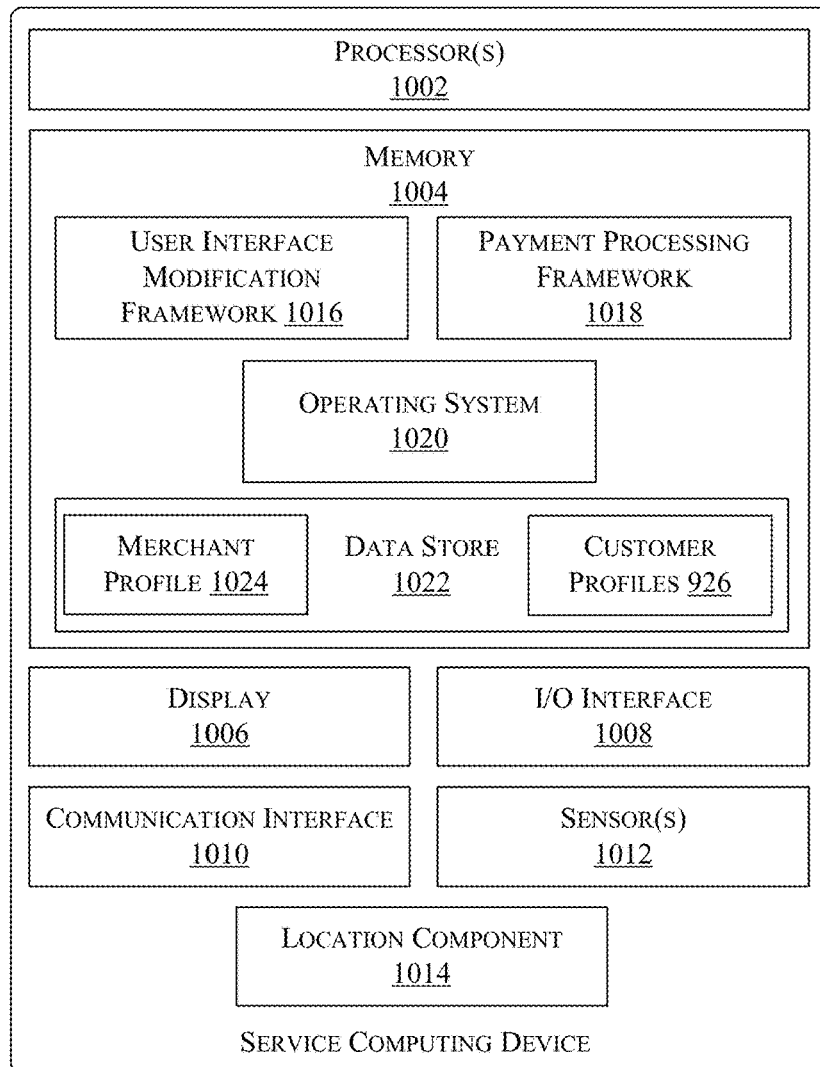 PROCESSOR(S)
1002
MEMORY
1004
USER INTERFACE
MODIFICATION
FRAMEWORK 1016
PAYMENT PROCESSING
FRAMEWORK
1018
OPERATING SYSTEM
1020
MERCHANT
PROFILE 1024
DATA STORE
1022
CUSTOMER
PROFILES 926
DISPLAY
1006
I/O INTERFACE
1008
COMMUNICATION INTERFACE
1010
SENSOR(S)
1012
LOCATION COMPONENT
1014
SERVICE COMPUTING DEVICE